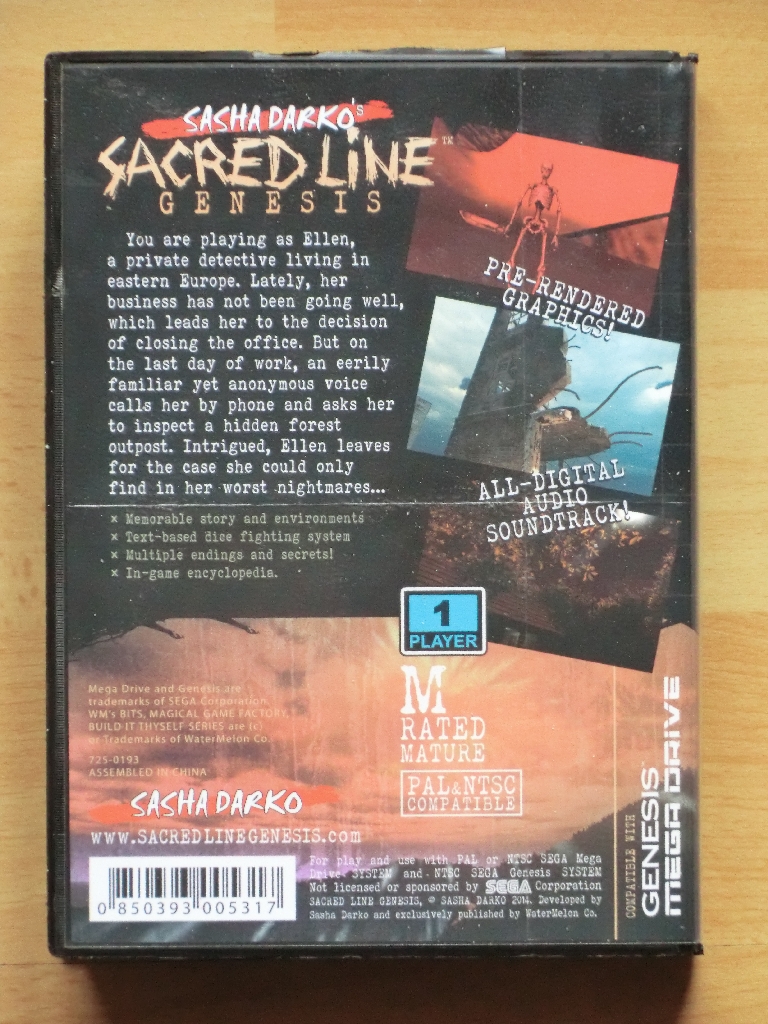 SASHA DARKO's
SACRED LiNE™
GENESIS
You are playing as Ellen,
a private detective living in
eastern Europe. Lately, her
business has not been going well,
which leads her to the decision
of closing the office. But on
the last day of work, an eerily
familiar yet anonymous voice
calls her by phone and asks her
to inspect a hidden forest
outpost. Intrigued, Ellen leaves
for the case she could only
find in her worst nightmares...
× Memorable story and environments
× Text-based dice fighting system
× Multiple endings and secrets!
× In-game encyclopedia.
PRE-RENDERED
GRAPHICS!
ALL-DIGITAL
AUDIO
SOUNDTRACK!
1
PLAYER
M
RATED
MATURE
PAL&NTSC
COMPATIBLE
Mega Drive and Genesis are
trademarks of SEGA Corporation.
WM's BITS, MAGICAL GAME FACTORY,
BUILD IT THYSELF SERIES are (c)
or Trademarks of WaterMelon Co.
725-0193
ASSEMBLED IN CHINA
SASHA DARKO
www.SACREDLINEGENESIS.com
0 850393 005317
For play and use with PAL or NTSC SEGA Mega
Drive SYSTEM and NTSC SEGA Genesis SYSTEM
Not licensed or sponsored by SEGA Corporation
SACRED LINE GENESIS, © SASHA DARKO 2014. Developed by
Sasha Darko and exclusively published by WaterMelon Co.
COMPATIBLE WITH
GENESIS™
MEGA DRIVE